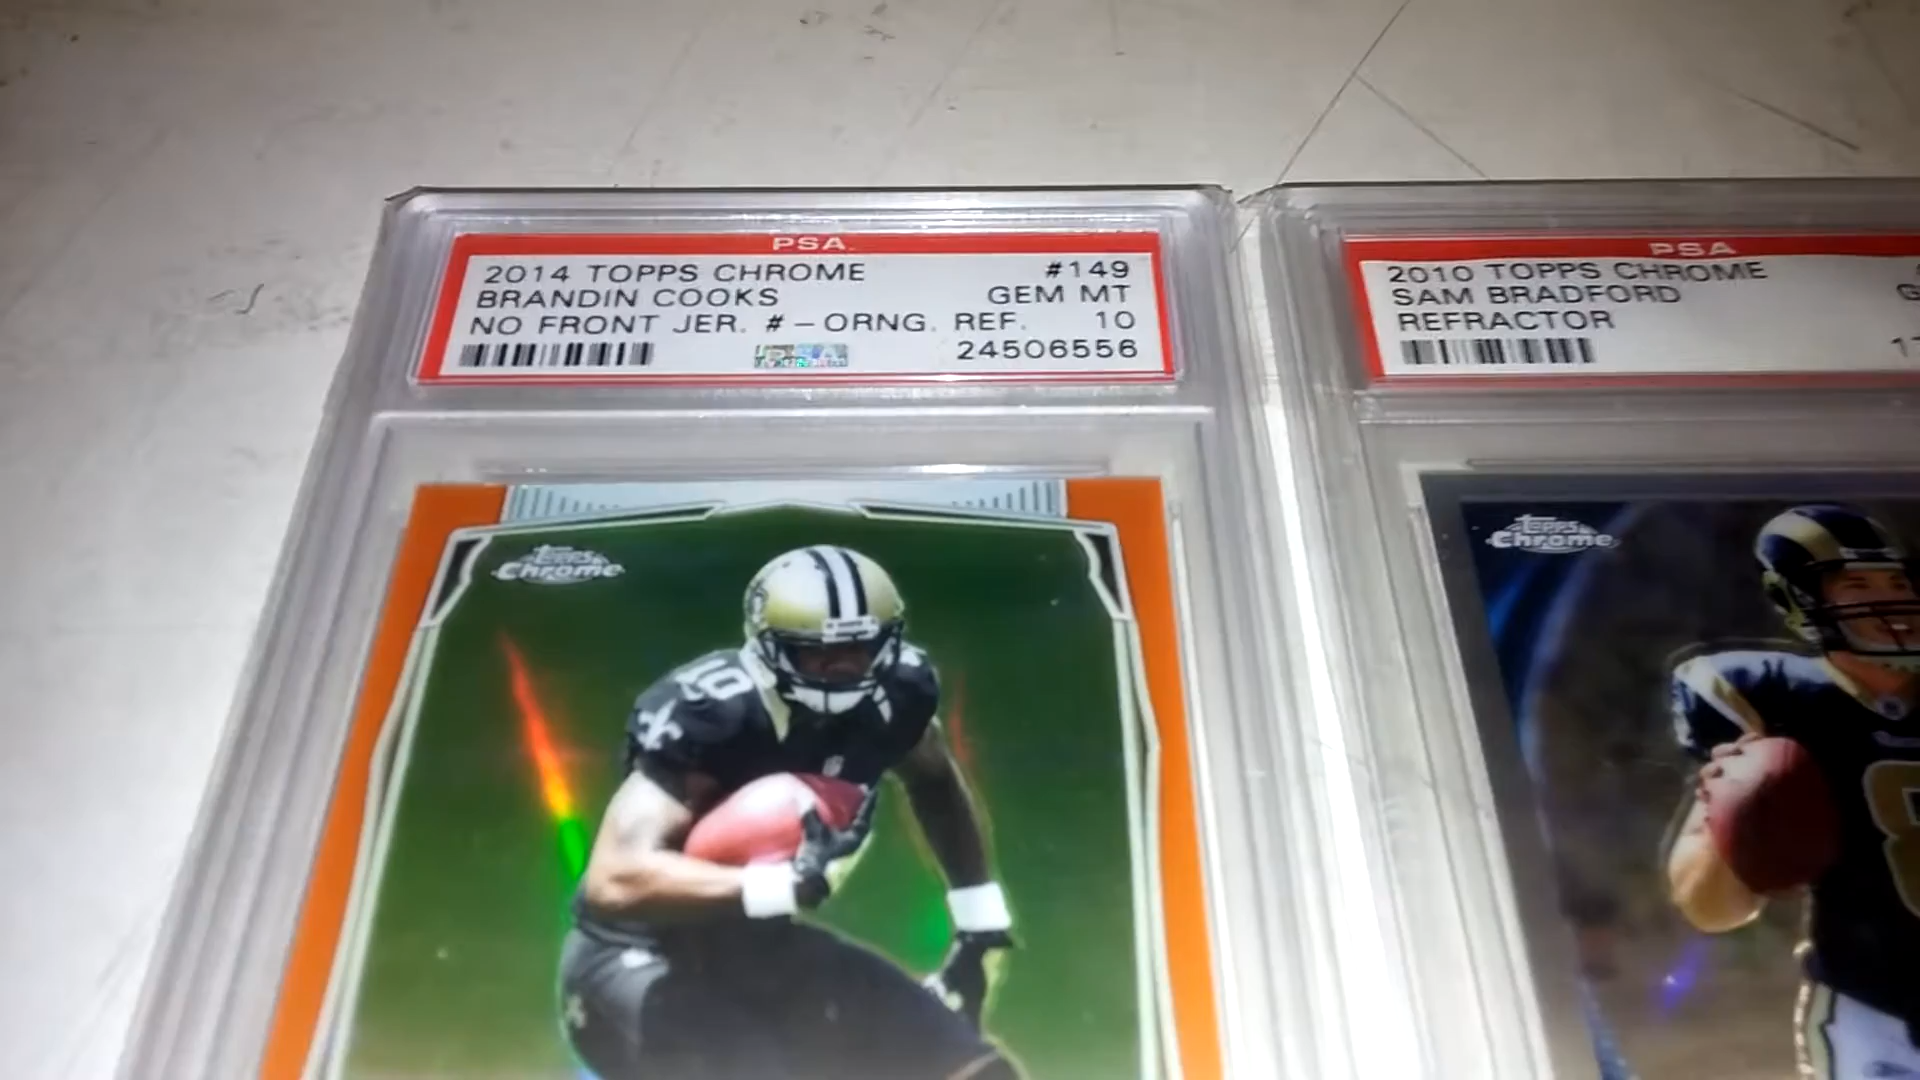 PSA
2014 TOPPS CHROME #149
BRANDIN COOKS GEM MT
NO FRONT JER. # - ORNG. REF. 10
24506556
Topps
Chrome
10
PSA
2010 TOPPS CHROME
SAM BRADFORD
REFRACTOR
Topps
Chrome